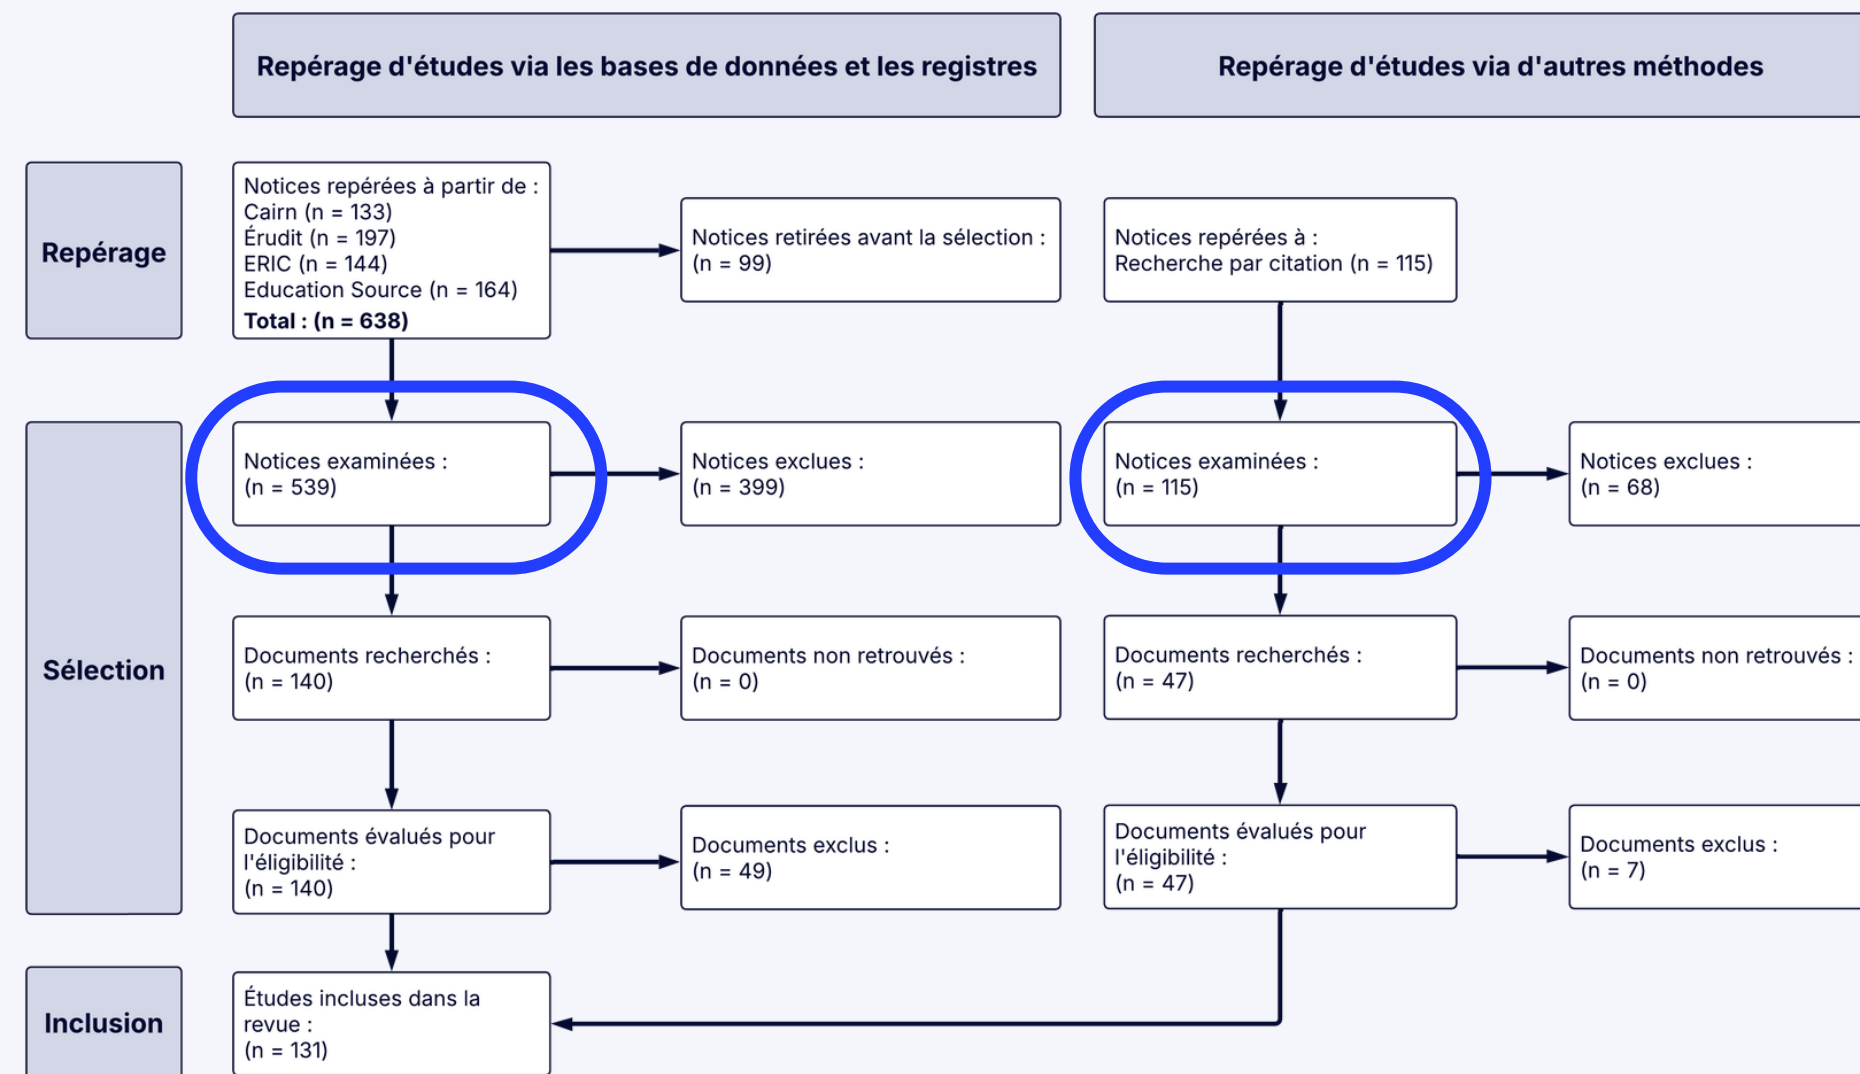 Repérage d'études via les bases de données et les registres
Repérage d'études via d'autres méthodes
Repérage
Notices repérées à partir de :
Cairn (n = 133)
Érudit (n = 197)
ERIC (n = 144)
Education Source (n = 164)
Total : (n = 638)
Notices retirées avant la sélection :
(n = 99)
Notices repérées à :
Recherche par citation (n = 115)
Sélection
Notices examinées :
(n = 539)
Notices exclues :
(n = 399)
Notices examinées :
(n = 115)
Notices exclues :
(n = 68)
Documents recherchés :
(n = 140)
Documents non retrouvés :
(n = 0)
Documents recherchés :
(n = 47)
Documents non retrouvés :
(n = 0)
Documents évalués pour
l'éligibilité :
(n = 140)
Documents exclus :
(n = 49)
Documents évalués pour
l'éligibilité :
(n = 47)
Documents exclus :
(n = 7)
Inclusion
Études incluses dans la
revue :
(n = 131)